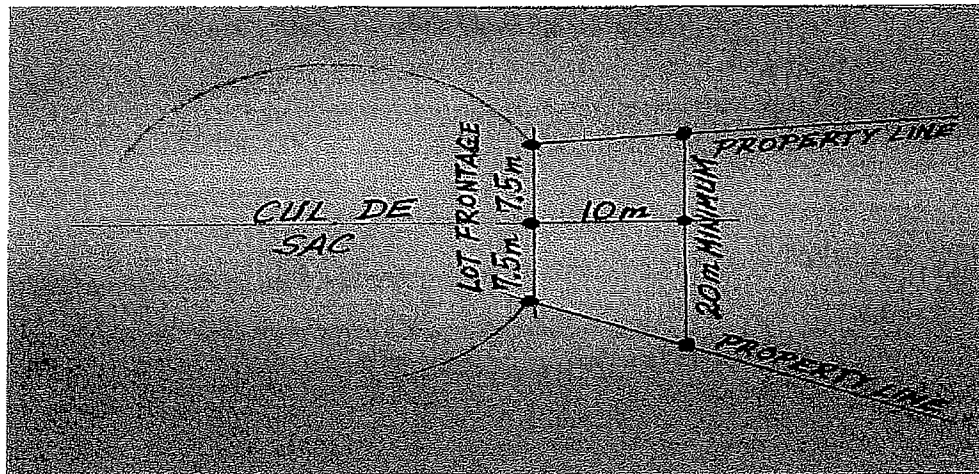 CUL DE
SAC
LOT FRONTAGE
7.5m 7.5m
10m
20m MINIMUM
PROPERTY LINE
PROPERTY LINE